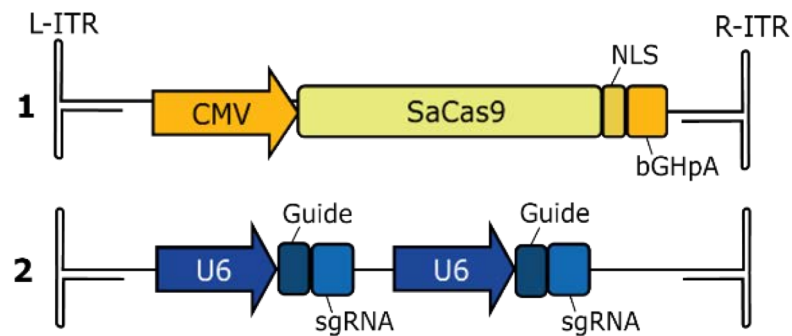 L-ITR
R-ITR
NLS
1
CMV
SaCas9
bGHpA
Guide
Guide
2
U6
U6
sgRNA
sgRNA